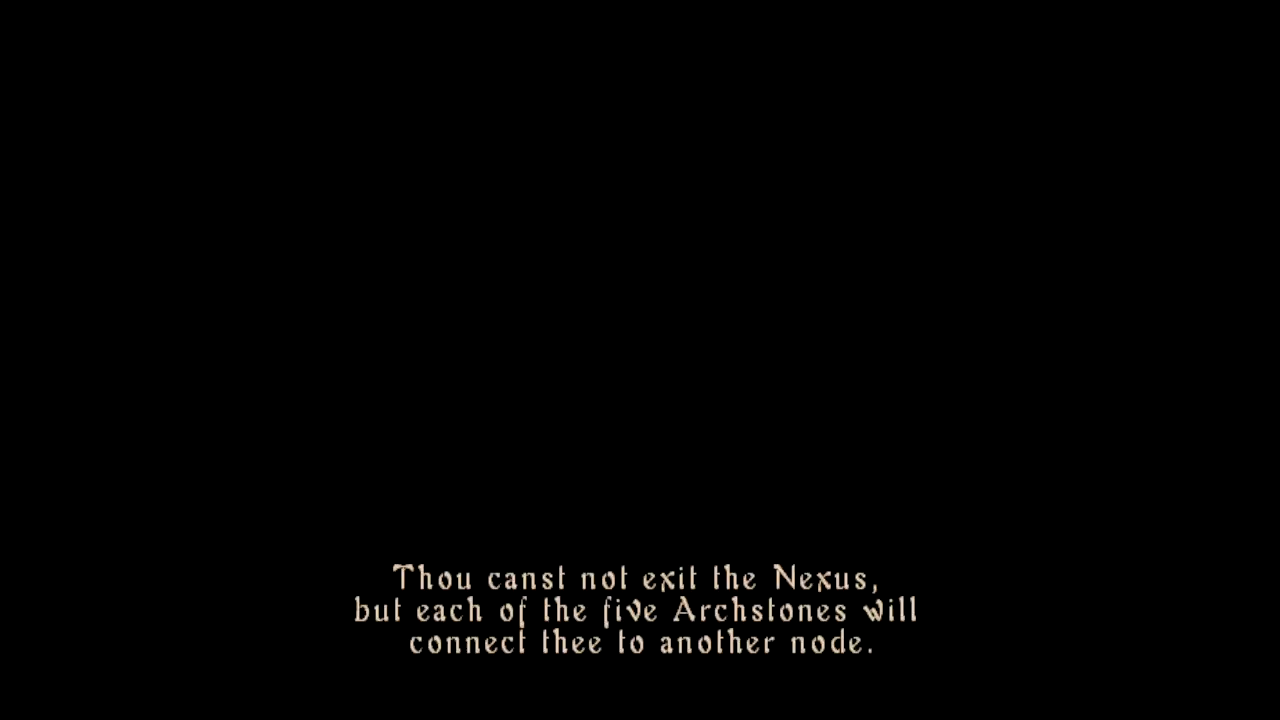 Thou canst not exit the Nexus,
but each of the five Archstones will
connect thee to another node.